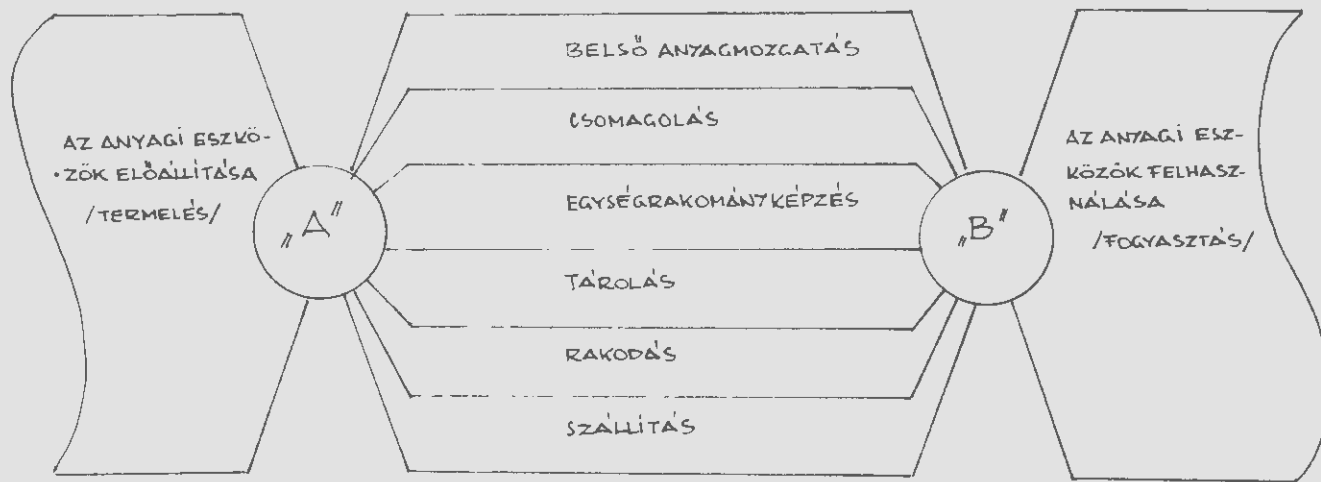 AZ ANYAGI ESZKÖ-
ZÖK ELŐÁLLÍTÁSA
/TERMELÉS/
„A”
BELSŐ ANYAGMOZGATÁS
CSOMAGOLÁS
EGYSÉGRAKOMÁNYKÉPZÉS
TÁROLÁS
RAKODÁS
SZÁLLÍTÁS
„B”
AZ ANYAGI ESZ-
KÖZÖK FELHASZ-
NÁLÁSA
/FOGYASZTÁS/